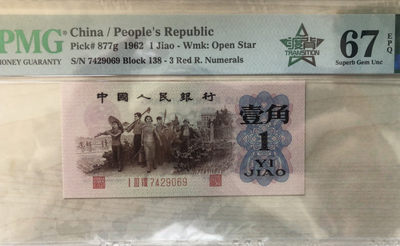 PMG
MONEY GUARANTY
China / People's Republic
Pick# 877g 1962 1 Jiao - Wmk: Open Star
S/N 7429069 Block 138 - 3 Red R. Numerals
TRANSITION
67 EPQ
Superb Gem Unc
中國人民銀行
壹角
1
YI
JIAO
I III VIII 7429069